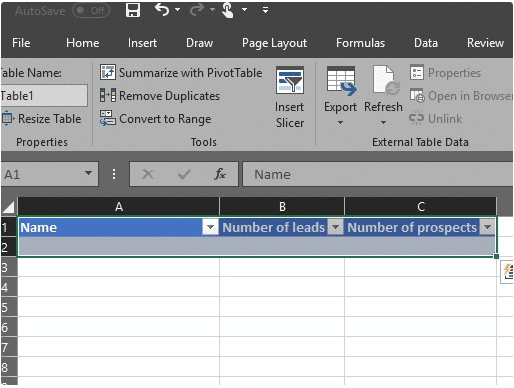 AutoSave Off
File Home Insert Draw Page Layout Formulas Data Review
Table Name:
Table1
Resize Table
Properties
Summarize with PivotTable
Remove Duplicates
Convert to Range
Tools
Insert
Slicer
Export Refresh
Properties
Open in Browser
Unlink
External Table Data
A1 fx Name
A B C
1 Name Number of leads Number of prospects
2
3
4
5
6
7
8